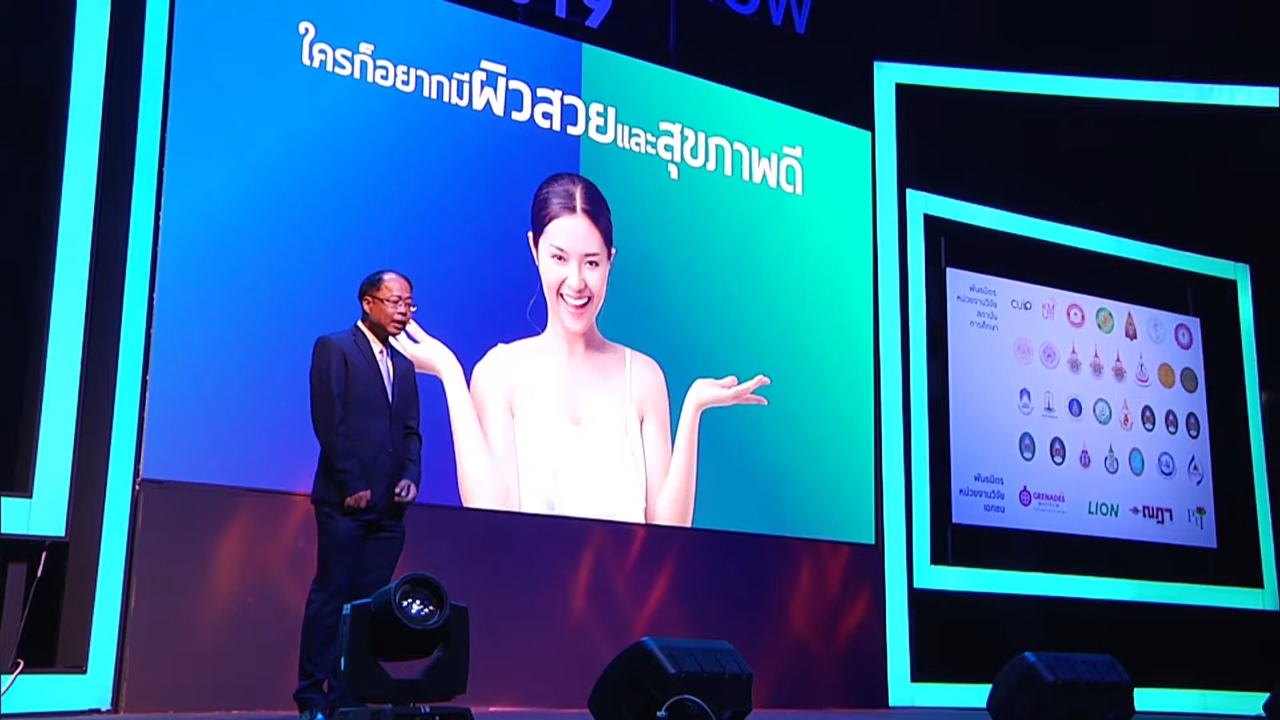 19
OW
ใครก็อยากมีผิวสวยและสุขภาพดี
พันธมิตร
หน่วยงานวิจัย
สถาบัน
การศึกษา
CUIP
KM
พันธมิตร
หน่วยงานวิจัย
เอกชน
GRENADES
LION
ณฎา